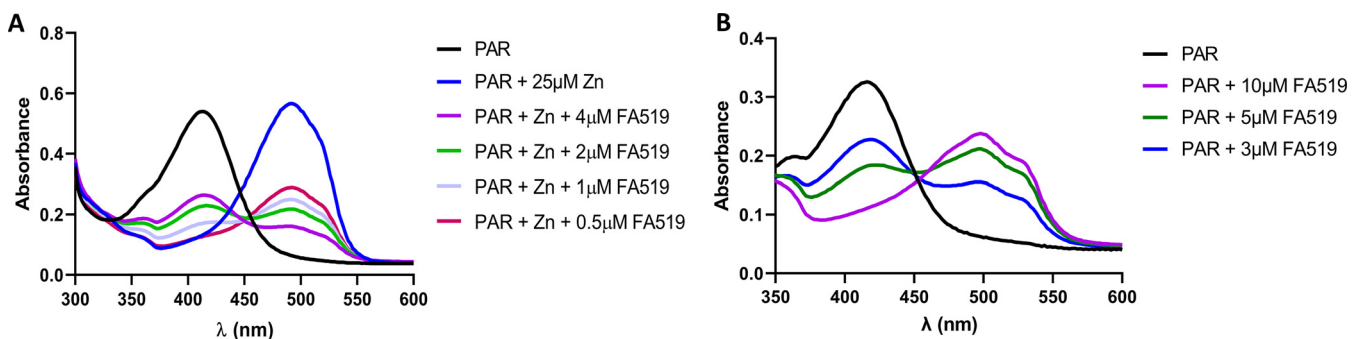 A
0.8
0.6
0.4
0.2
0.0
Absorbance
300
350
400
450
500
550
600
λ (nm)
PAR
PAR + 25µM Zn
PAR + Zn + 4µM FA519
PAR + Zn + 2µM FA519
PAR + Zn + 1µM FA519
PAR + Zn + 0.5µM FA519
B
0.4
0.3
0.2
0.1
0.0
Absorbance
350
400
450
500
550
600
λ (nm)
PAR
PAR + 10µM FA519
PAR + 5µM FA519
PAR + 3µM FA519